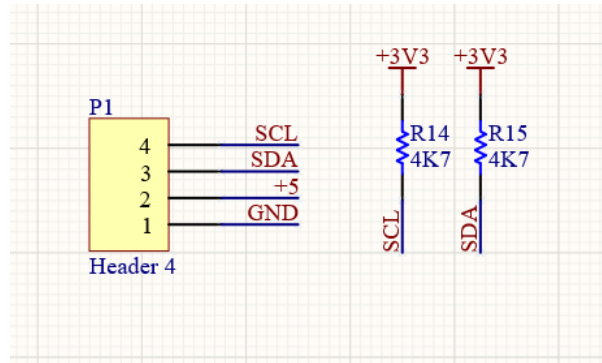 P1
4
SCL
3
SDA
2
+5
1
GND
Header 4
+3V3
R14
4K7
SCL
+3V3
R15
4K7
SDA